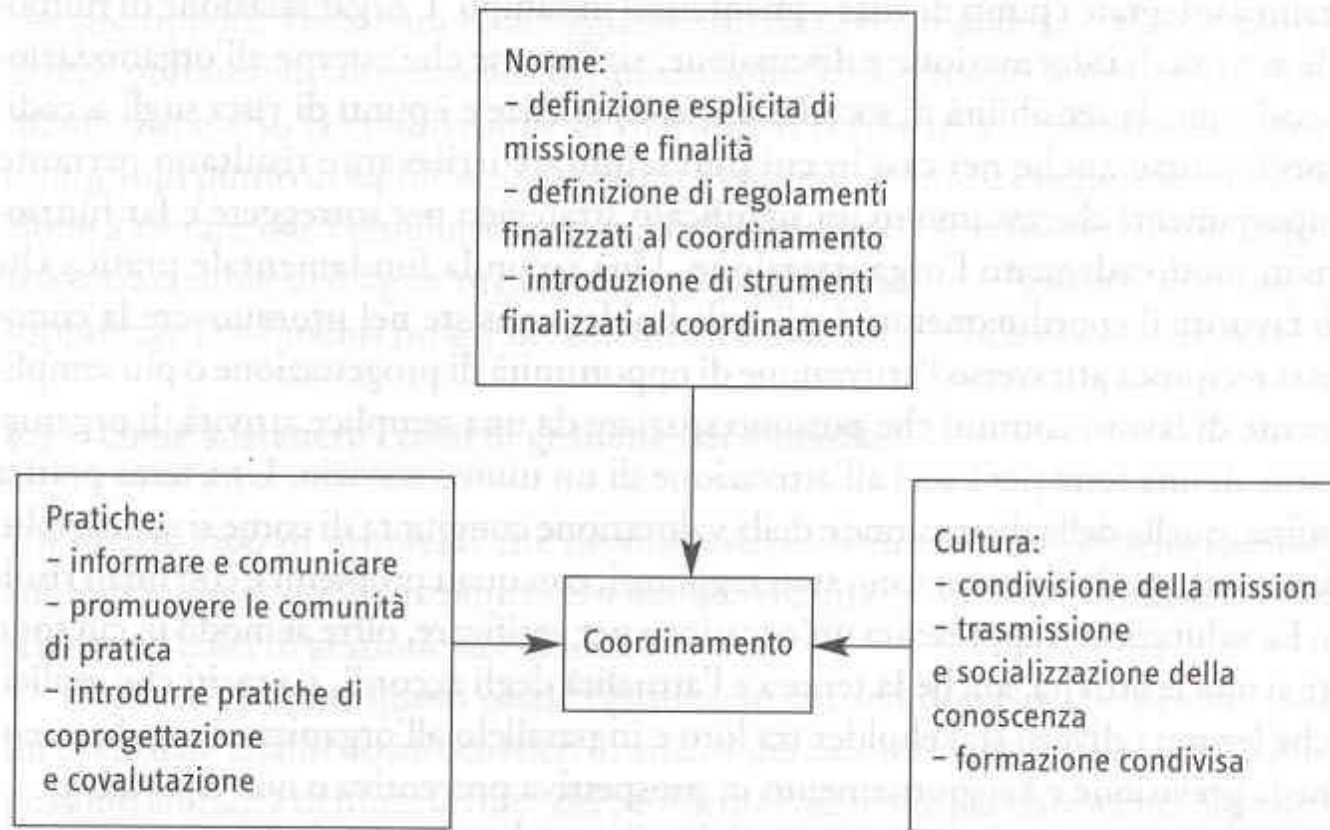 Norme:
– definizione esplicita di
missione e finalità
– definizione di regolamenti
finalizzati al coordinamento
– introduzione di strumenti
finalizzati al coordinamento
Pratiche:
– informare e comunicare
– promuovere le comunità
di pratica
– introdurre pratiche di
coprogettazione
e covalutazione
Coordinamento
Cultura:
– condivisione della mission
– trasmissione
e socializzazione della
conoscenza
– formazione condivisa